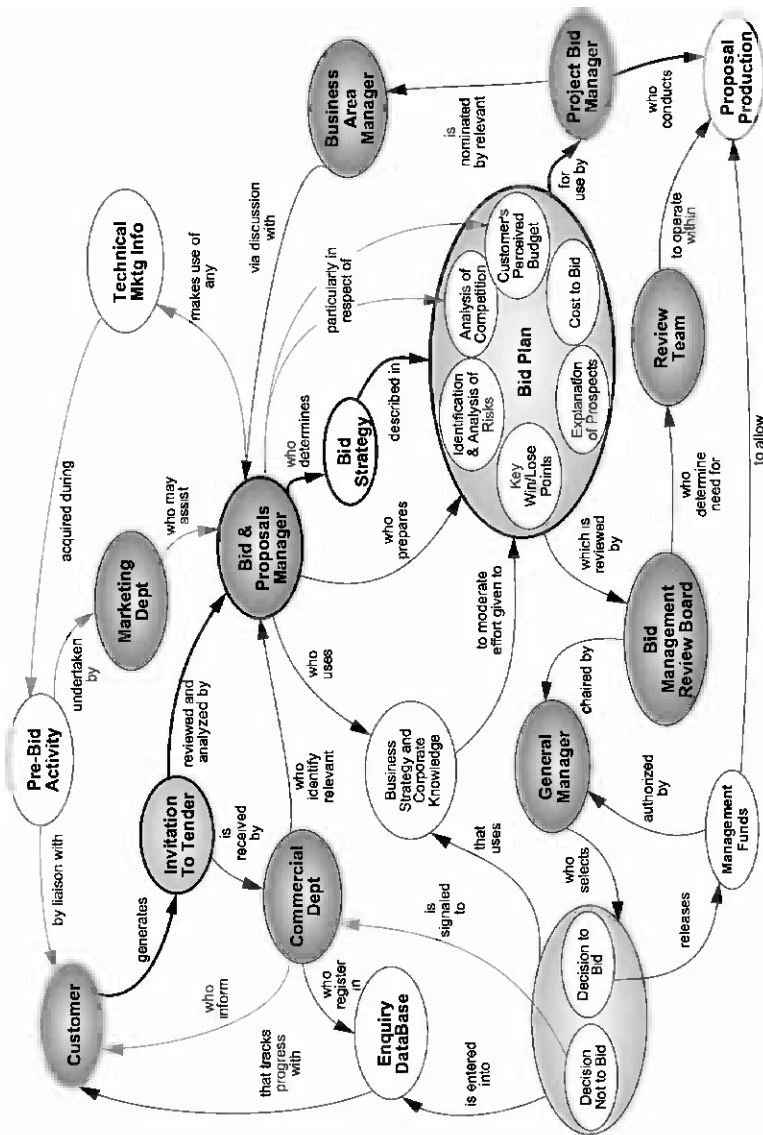 Customer
by liaison with
Pre-Bid
Activity
acquired during
Technical
Mktg Info
generates
undertaken
by
Marketing
Dept
who may
assist
makes use of
any
Invitation
To Tender
reviewed and
analyzed by
Bid &
Proposals
Manager
via discussion
with
Business
Area
Manager
who
inform
is
received
by
Commercial
Dept
who
identify
relevant
who
determines
Bid
Strategy
particularly in
respect of
is
nominated
by relevant
that tracks
progress
with
who
register
in
Enquiry
DataBase
who
uses
who
prepares
described in
Business
Strategy and
Corporate
Knowledge
to moderate
effort given to
Identification
& Analysis of
Risks
Analysis of
Competition
Customer's
Perceived
Budget
Key
Win/Lose
Points
Bid Plan
Explanation
of Prospects
Cost to Bid
for
use by
Project Bid
Manager
is entered
into
is
signaled
to
that
uses
which is
reviewed
by
who
conducts
Decision
Not to Bid
Decision to
Bid
who
selects
General
Manager
chaired by
Bid
Management
Review Board
who
determine
need for
Review
Team
to operate
within
Proposal
Production
releases
authorized
by
Management
Funds
to allow